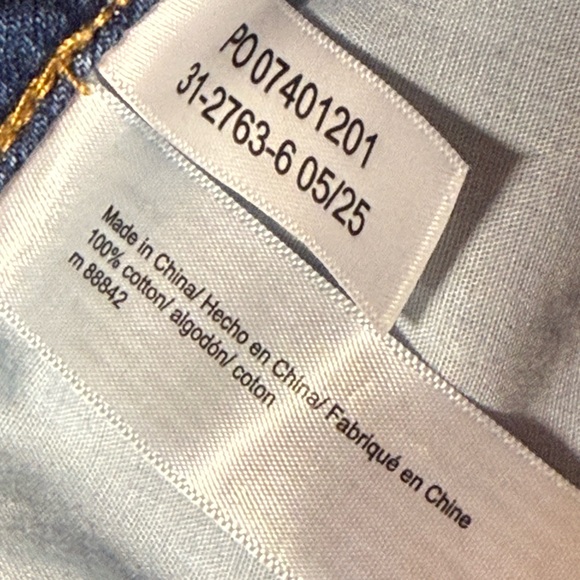 PO 07401201
31-2763-6 05/25
Made in China/ Hecho en China/ Fabriqué en Chine
100% cotton/ algodón/ coton
m 88842